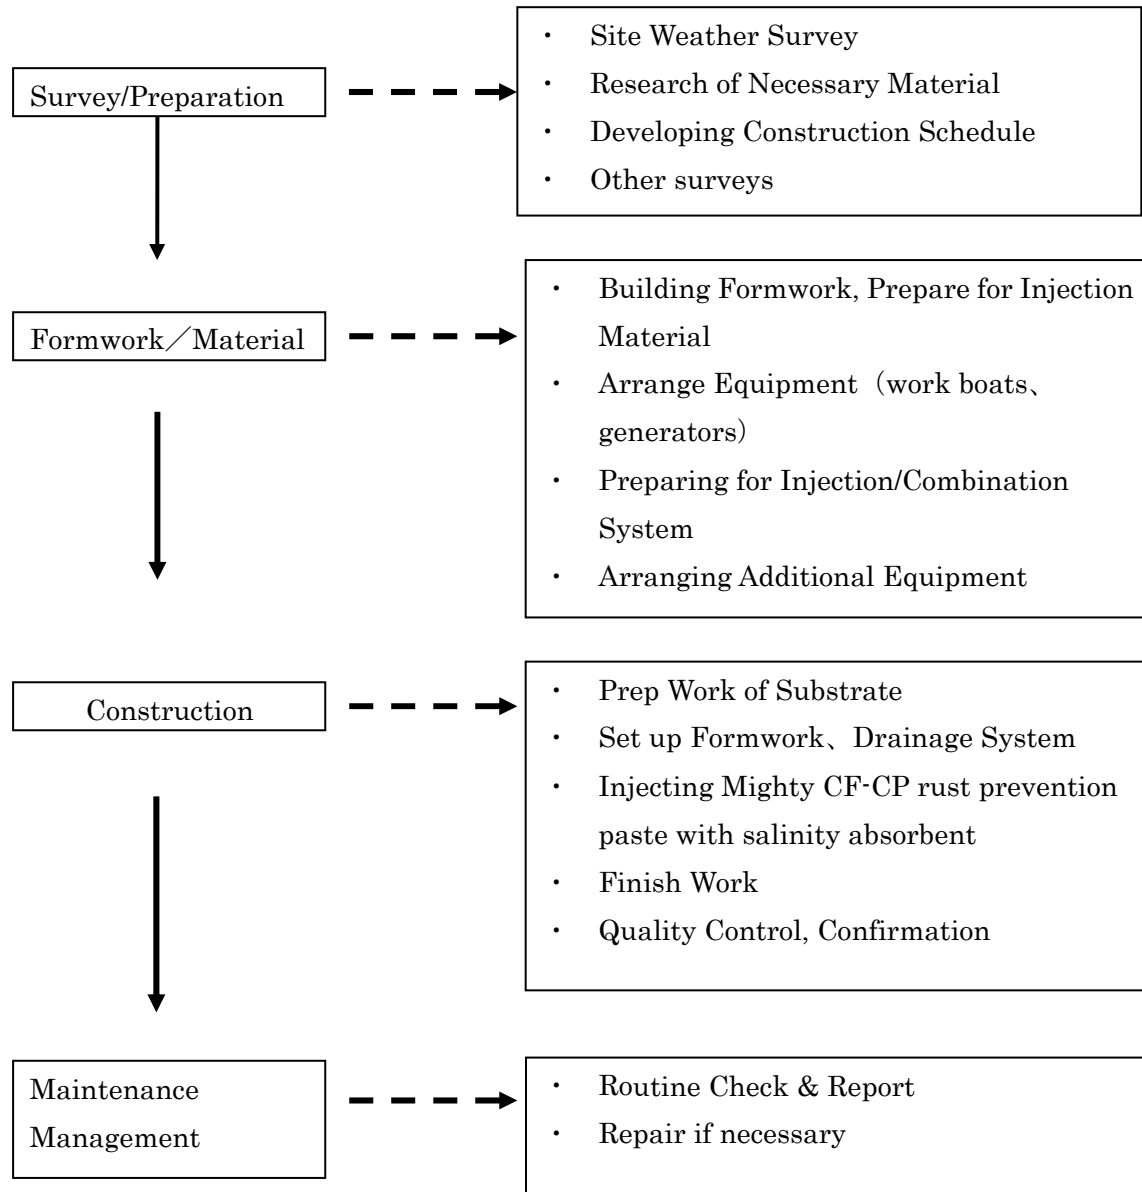 Survey/Preparation
・ Site Weather Survey
・ Research of Necessary Material
・ Developing Construction Schedule
・ Other surveys
Formwork／Material
・ Building Formwork, Prepare for Injection
Material
・ Arrange Equipment（work boats、
generators）
・ Preparing for Injection/Combination
System
・ Arranging Additional Equipment
Construction
・ Prep Work of Substrate
・ Set up Formwork、Drainage System
・ Injecting Mighty CF-CP rust prevention
paste with salinity absorbent
・ Finish Work
・ Quality Control, Confirmation
Maintenance
Management
・ Routine Check & Report
・ Repair if necessary